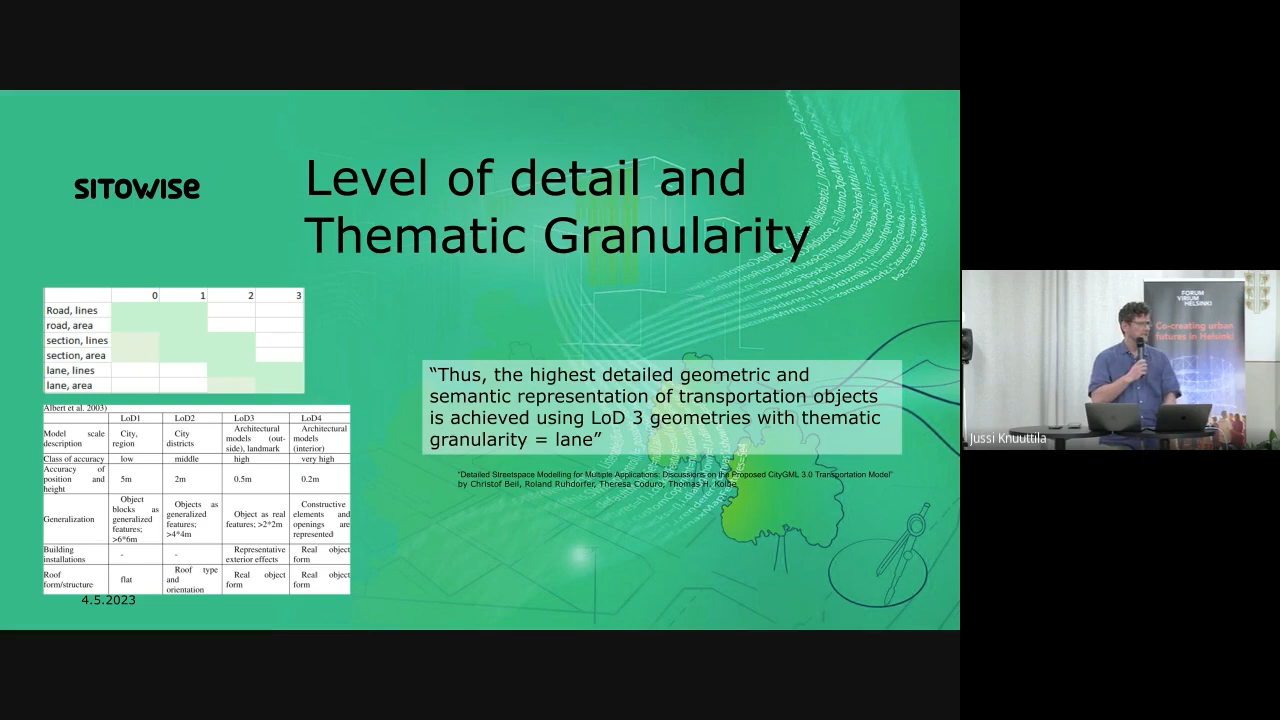 sitowise
Level of detail and
Thematic Granularity
0 1 2 3
Road, lines
road, area
section, lines
section, area
lane, lines
lane, area
Albert et al. 2003)
LoD1 LoD2 LoD3 LoD4
Model scale description City, region City districts Architectural models (out-side), landmark Architectural models (interior)
Class of accuracy low middle high very high
Accuracy of position and height 5m 2m 0.5m 0.2m
Generalization Object blocks as generalized features; >6*6m Objects as generalized features; >4*4m Object as real features; >2*2m Constructive elements and openings are represented
Building installations - - Representative exterior effects Real object form
Roof form/structure flat Roof type and orientation Real object form Real object form
4.5.2023
“Thus, the highest detailed geometric and
semantic representation of transportation objects
is achieved using LoD 3 geometries with thematic
granularity = lane”
“Detailed Streetspace Modelling for Multiple Applications: Discussions on the Proposed CityGML 3.0 Transportation Model”
by Christof Beil, Roland Ruhdorfer, Theresa Coduro, Thomas H. Kolbe
FORUM
VIRIUM
HELSINKI
Co-creating urban
futures in Helsinki
Jussi Knuuttila